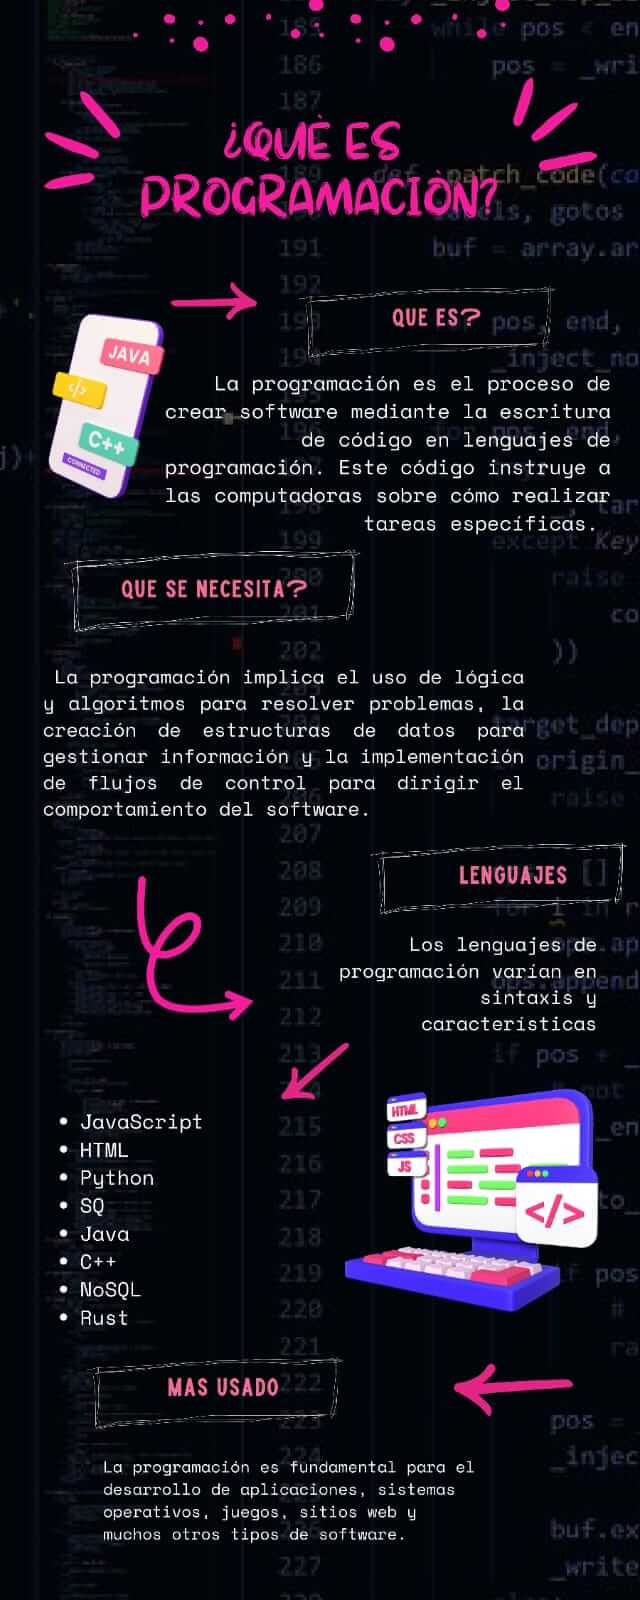 ¿QUÈ ES
PROGRAMACIÒN?
QUE ES?
JAVA
</>
C++
CONNECTED
La programación es el proceso de
crear software mediante la escritura
de código en lenguajes de
programación. Este código instruye a
las computadoras sobre cómo realizar
tareas específicas.
QUE SE NECESITA?
La programación implica el uso de lógica
y algoritmos para resolver problemas, la
creación de estructuras de datos para
gestionar información y la implementación
de flujos de control para dirigir el
comportamiento del software.
LENGUAJES
Los lenguajes de
programación varían en
sintaxis y
características
HTML
CSS
JS
</>
JavaScript
HTML
Python
SQ
Java
C++
NoSQL
Rust
MAS USADO
La programación es fundamental para el
desarrollo de aplicaciones, sistemas
operativos, juegos, sitios web y
muchos otros tipos de software.